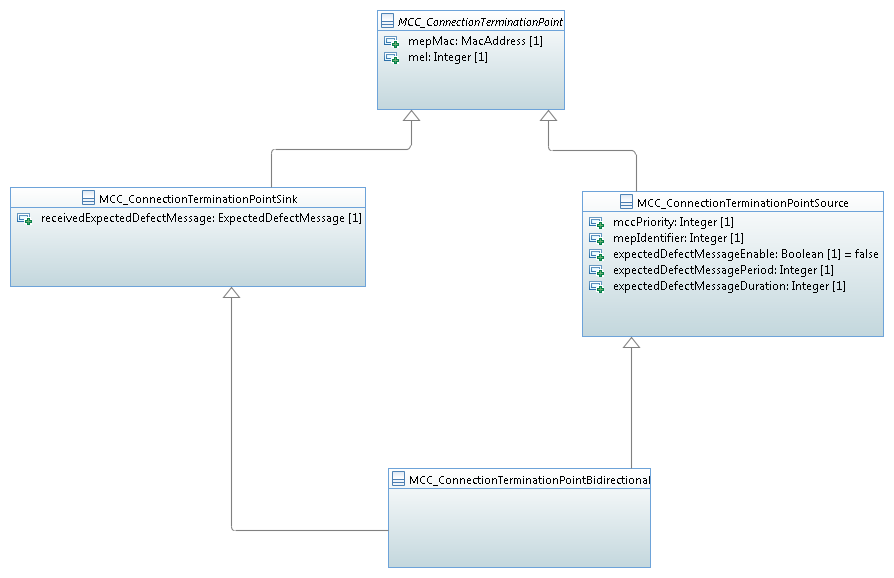 MCC_ConnectionTerminationPoint
mepMac: MacAddress [1]
mel: Integer [1]
MCC_ConnectionTerminationPointSink
receivedExpectedDefectMessage: ExpectedDefectMessage [1]
MCC_ConnectionTerminationPointSource
mccPriority: Integer [1]
mepIdentifier: Integer [1]
expectedDefectMessageEnable: Boolean [1] = false
expectedDefectMessagePeriod: Integer [1]
expectedDefectMessageDuration: Integer [1]
MCC_ConnectionTerminationPointBidirectional